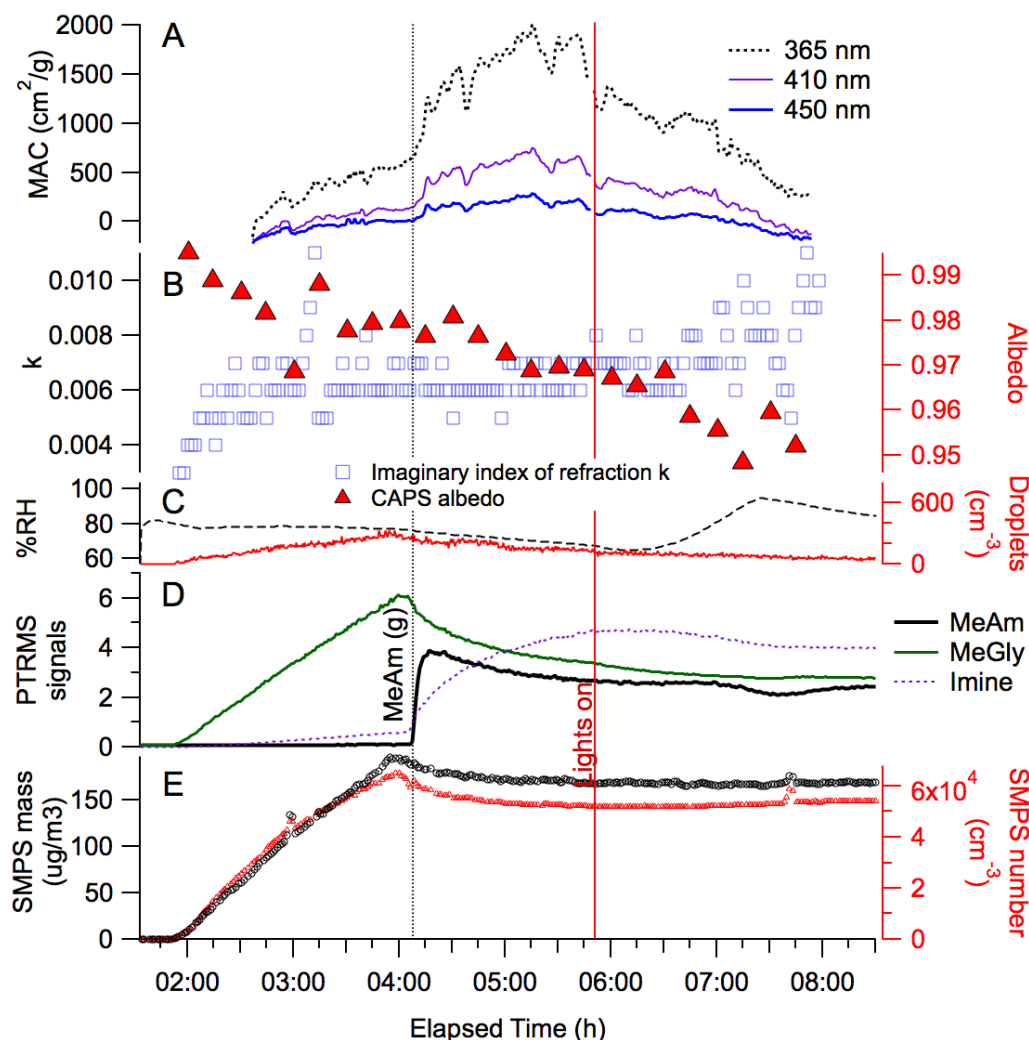 A
MAC (cm²/g)
2000
1500
1000
500
0
365 nm
410 nm
450 nm
B
k
0.010
0.008
0.006
0.004
0.99
0.98
0.97
0.96
0.95
Albedo
Imaginary index of refraction k
CAPS albedo
C
%RH
100
80
60
600
0
Droplets
(cm⁻³)
D
PTRMS
signals
6
4
2
0
MeAm (g)
Lights on
MeAm
MeGly
Imine
E
SMPS mass
(ug/m3)
150
100
50
0
6x10⁴
4
2
0
SMPS number
(cm⁻³)
02:00 03:00 04:00 05:00 06:00 07:00 08:00
Elapsed Time (h)